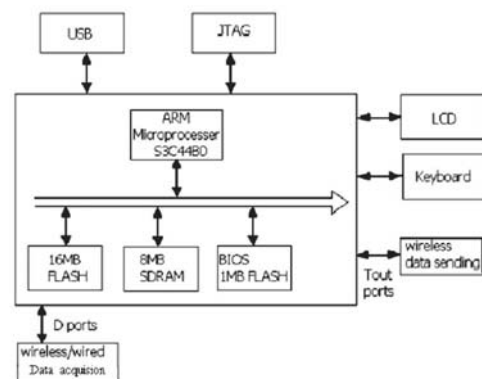 USB
JTAG
ARM
Microprocesser
S3C44B0
LCD
Keyboard
16MB
FLASH
8MB
SDRAM
BIOS
1MB FLASH
wireless
data sending
Tout
ports
D ports
wireless/wired
Data acquision